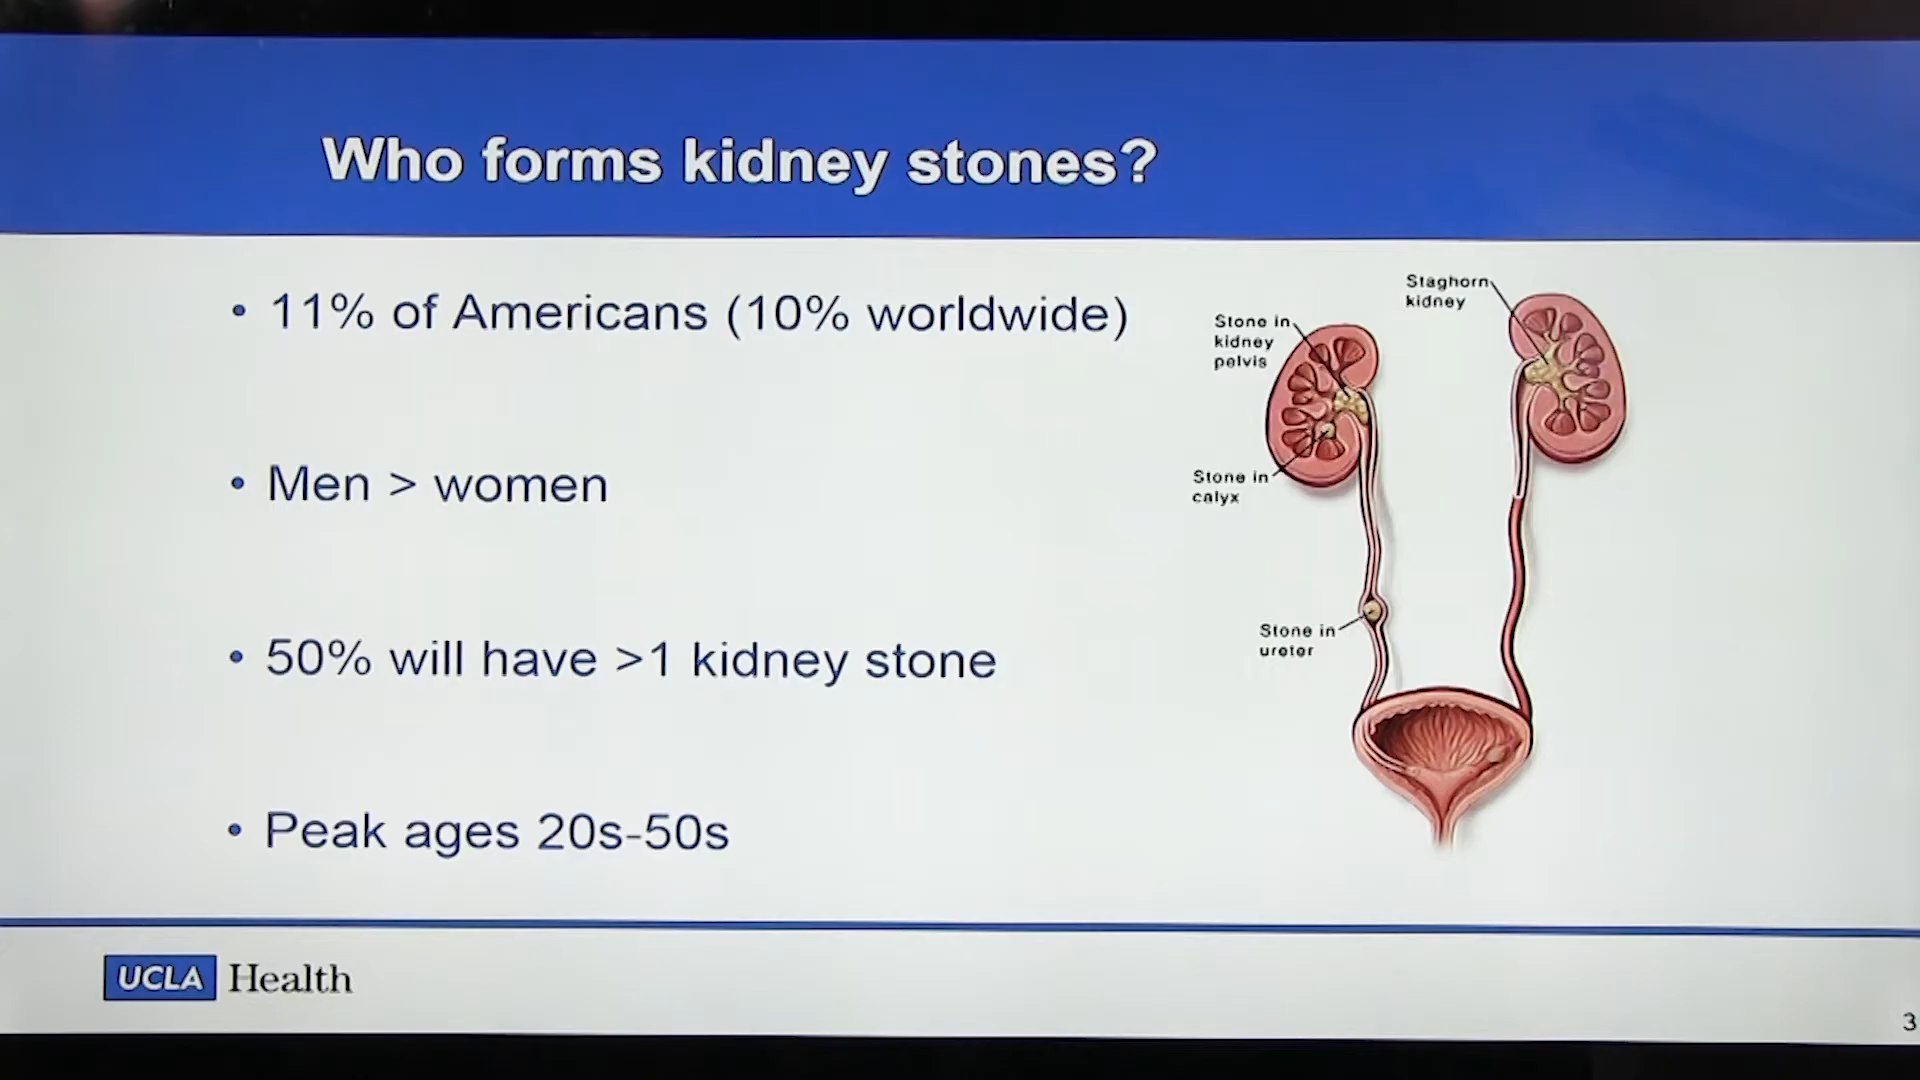 Who forms kidney stones?
• 11% of Americans (10% worldwide)
• Men > women
• 50% will have >1 kidney stone
• Peak ages 20s-50s
Staghorn
kidney
Stone in
kidney
pelvis
Stone in
calyx
Stone in
ureter
UCLA Health
3